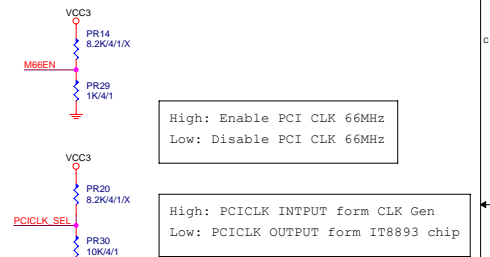 VCC3
PR14
8.2K/4/1/X
M66EN
PR29
1K/4/1
High: Enable PCI CLK 66MHz
Low: Disable PCI CLK 66MHz
C
VCC3
PR20
8.2K/4/1/X
PCICLK_SEL
PR30
10K/4/1
High: PCICLK INTPUT form CLK Gen
Low: PCICLK OUTPUT form IT8893 chip